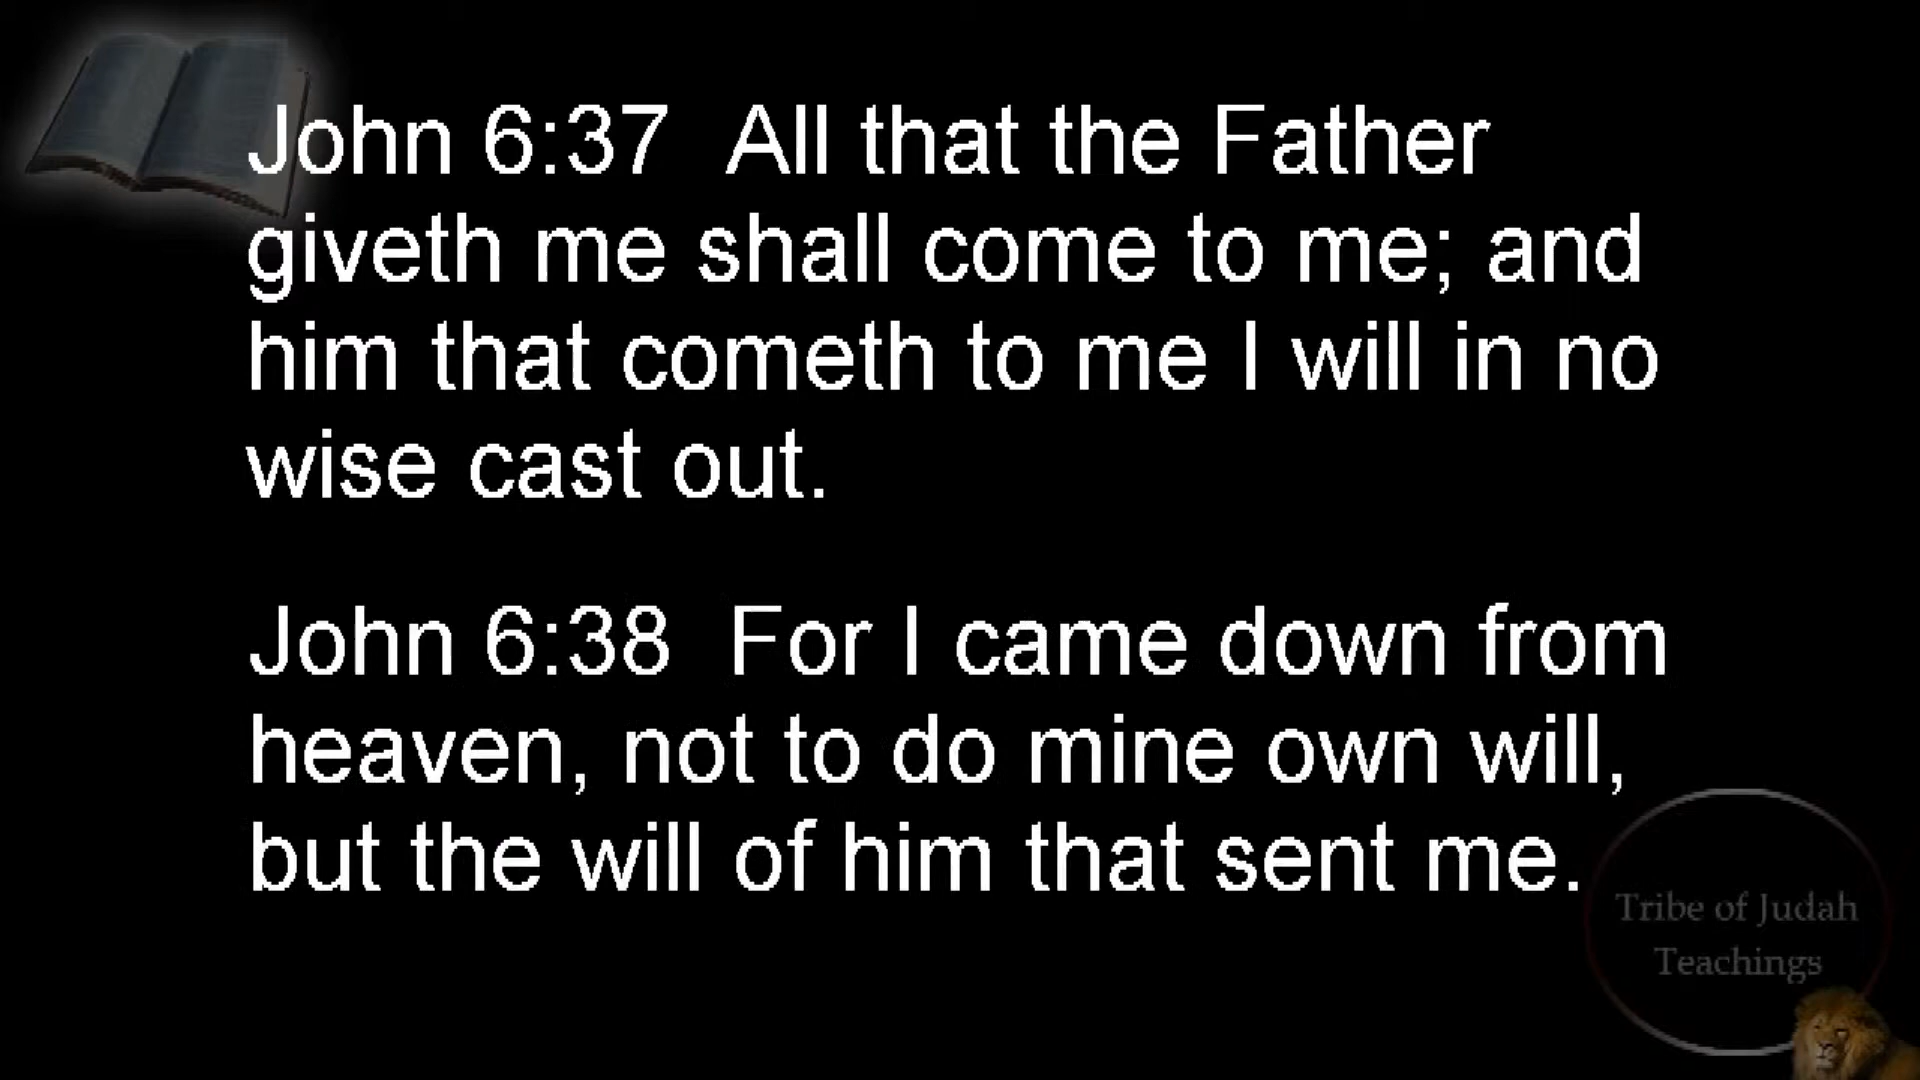 John 6:37  All that the Father
giveth me shall come to me; and
him that cometh to me I will in no
wise cast out.
John 6:38  For I came down from
heaven, not to do mine own will,
but the will of him that sent me.
Tribe of Judah
Teachings